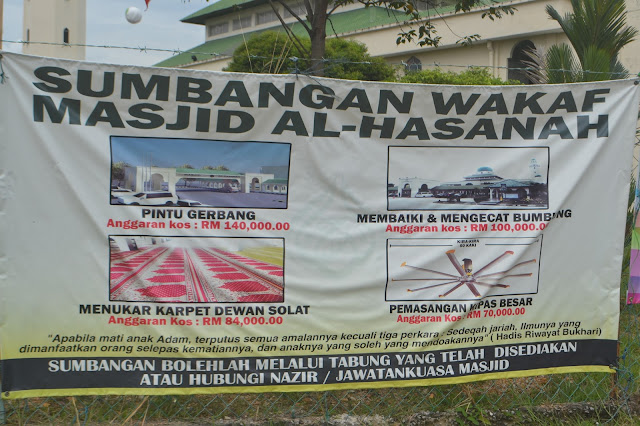 SUMBANGAN WAKAF
MASJID AL-HASANAH
PINTU GERBANG
Anggaran kos : RM 140,000.00
MEMBAIKI & MENGECAT BUMBUNG
Anggaran kos : RM 100,000.00
MENUKAR KARPET DEWAN SOLAT
Anggaran Kos : RM 84,000.00
PEMASANGAN KIPAS BESAR
Anggaran kos : RM 70,000.00
"Apabila mati anak Adam, terputus semua amalannya kecuali tiga perkara : Sedeqah jariah, Ilmunya yang
dimanfaatkan orang selepas kematiannya, dan anaknya yang soleh yang mendoakannya" ( Hadis Riwayat Bukhari)
SUMBANGAN BOLEHLAH MELALUI TABUNG YANG TELAH DISEDIAKAN
ATAU HUBUNGI NAZIR / JAWATANKUASA MASJID